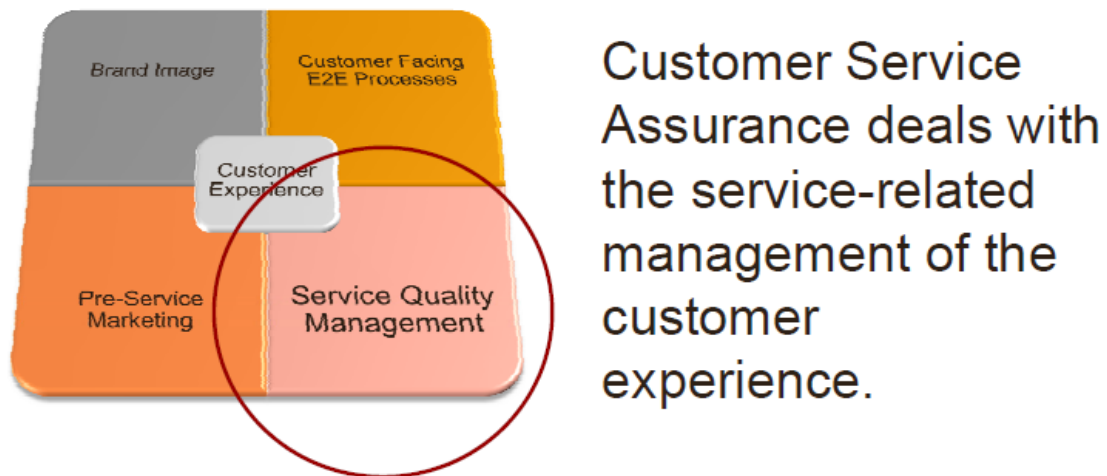 Brand Image
Customer Facing
E2E Processes
Customer
Experience
Pre-Service
Marketing
Service Quality
Management
Customer Service
Assurance deals with
the service-related
management of the
customer
experience.